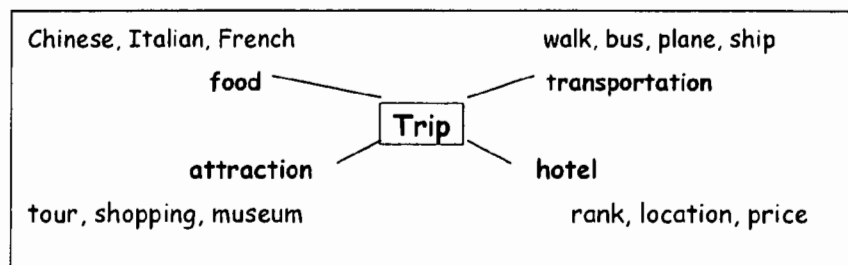 Chinese, Italian, French walk, bus, plane, ship
food transportation
Trip
attraction hotel
tour, shopping, museum rank, location, price